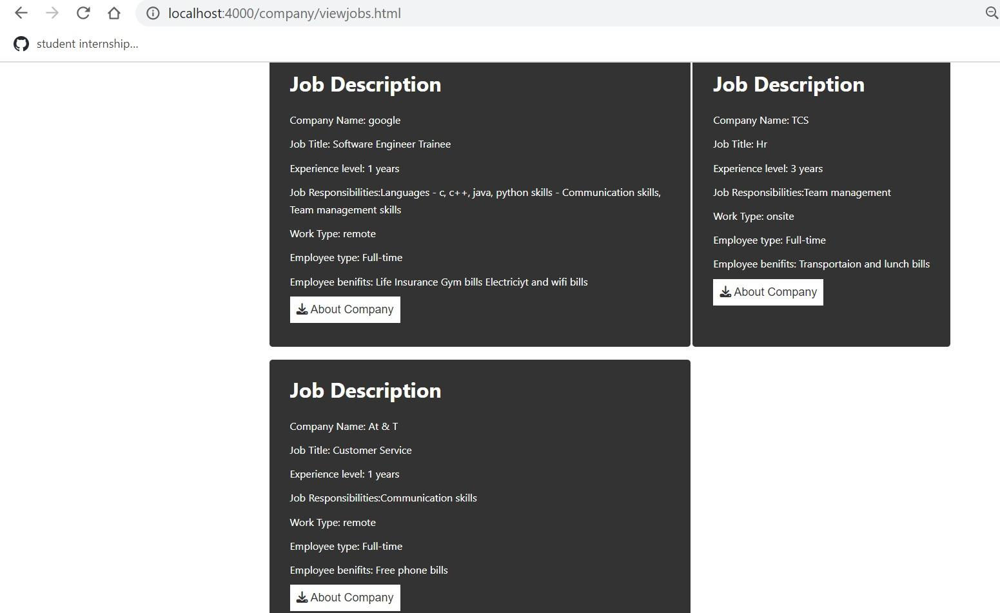 localhost:4000/company/viewjobs.html
student internship...
Job Description
Company Name: google
Job Title: Software Engineer Trainee
Experience level: 1 years
Job Responsibilities:Languages - c, c++, java, python skills - Communication skills,
Team management skills
Work Type: remote
Employee type: Full-time
Employee benifits: Life Insurance Gym bills Electriciyt and wifi bills
About Company
Job Description
Company Name: TCS
Job Title: Hr
Experience level: 3 years
Job Responsibilities:Team management
Work Type: onsite
Employee type: Full-time
Employee benifits: Transportaion and lunch bills
About Company
Job Description
Company Name: At & T
Job Title: Customer Service
Experience level: 1 years
Job Responsibilities:Communication skills
Work Type: remote
Employee type: Full-time
Employee benifits: Free phone bills
About Company